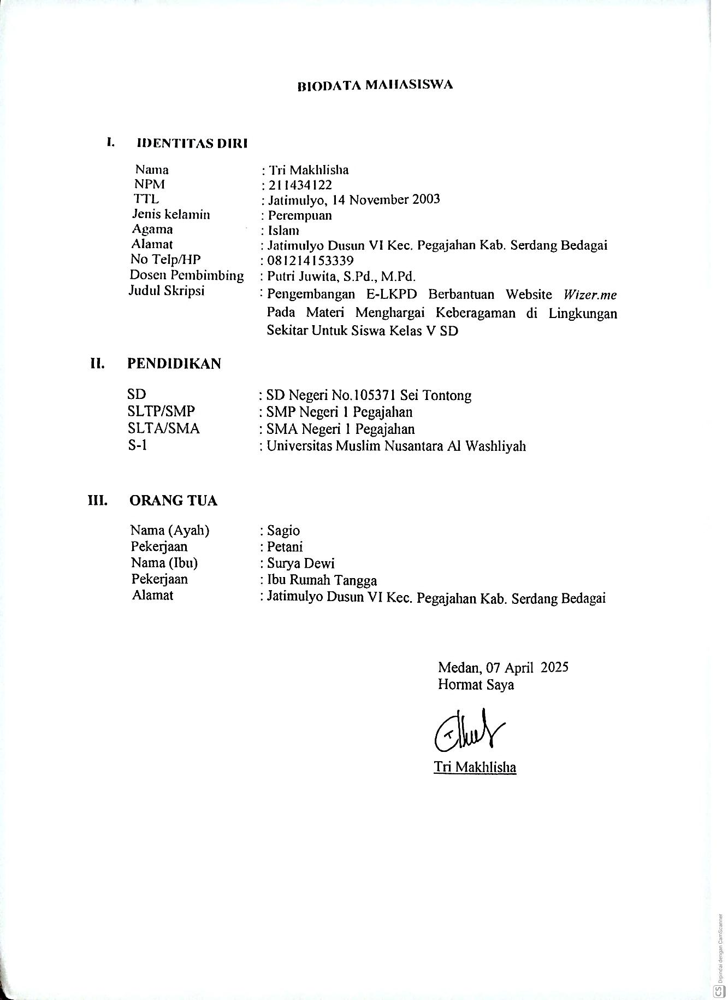 BIODATA MAHASISWA
I. IDENTITAS DIRI
Nama : Tri Makhlisha
NPM : 211434122
TTL : Jatimulyo, 14 November 2003
Jenis kelamin : Perempuan
Agama : Islam
Alamat : Jatimulyo Dusun VI Kec. Pegajahan Kab. Serdang Bedagai
No Telp/HP : 081214153339
Dosen Pembimbing : Putri Juwita, S.Pd., M.Pd.
Judul Skripsi : Pengembangan E-LKPD Berbantuan Website Wizer.me
Pada Materi Menghargai Keberagaman di Lingkungan
Sekitar Untuk Siswa Kelas V SD
II. PENDIDIKAN
SD : SD Negeri No.105371 Sei Tontong
SLTP/SMP : SMP Negeri 1 Pegajahan
SLTA/SMA : SMA Negeri 1 Pegajahan
S-1 : Universitas Muslim Nusantara Al Washliyah
III. ORANG TUA
Nama (Ayah) : Sagio
Pekerjaan : Petani
Nama (Ibu) : Surya Dewi
Pekerjaan : Ibu Rumah Tangga
Alamat : Jatimulyo Dusun VI Kec. Pegajahan Kab. Serdang Bedagai
Medan, 07 April 2025
Hormat Saya
Tri Makhlisha
CS Dipindai dengan CamScanner